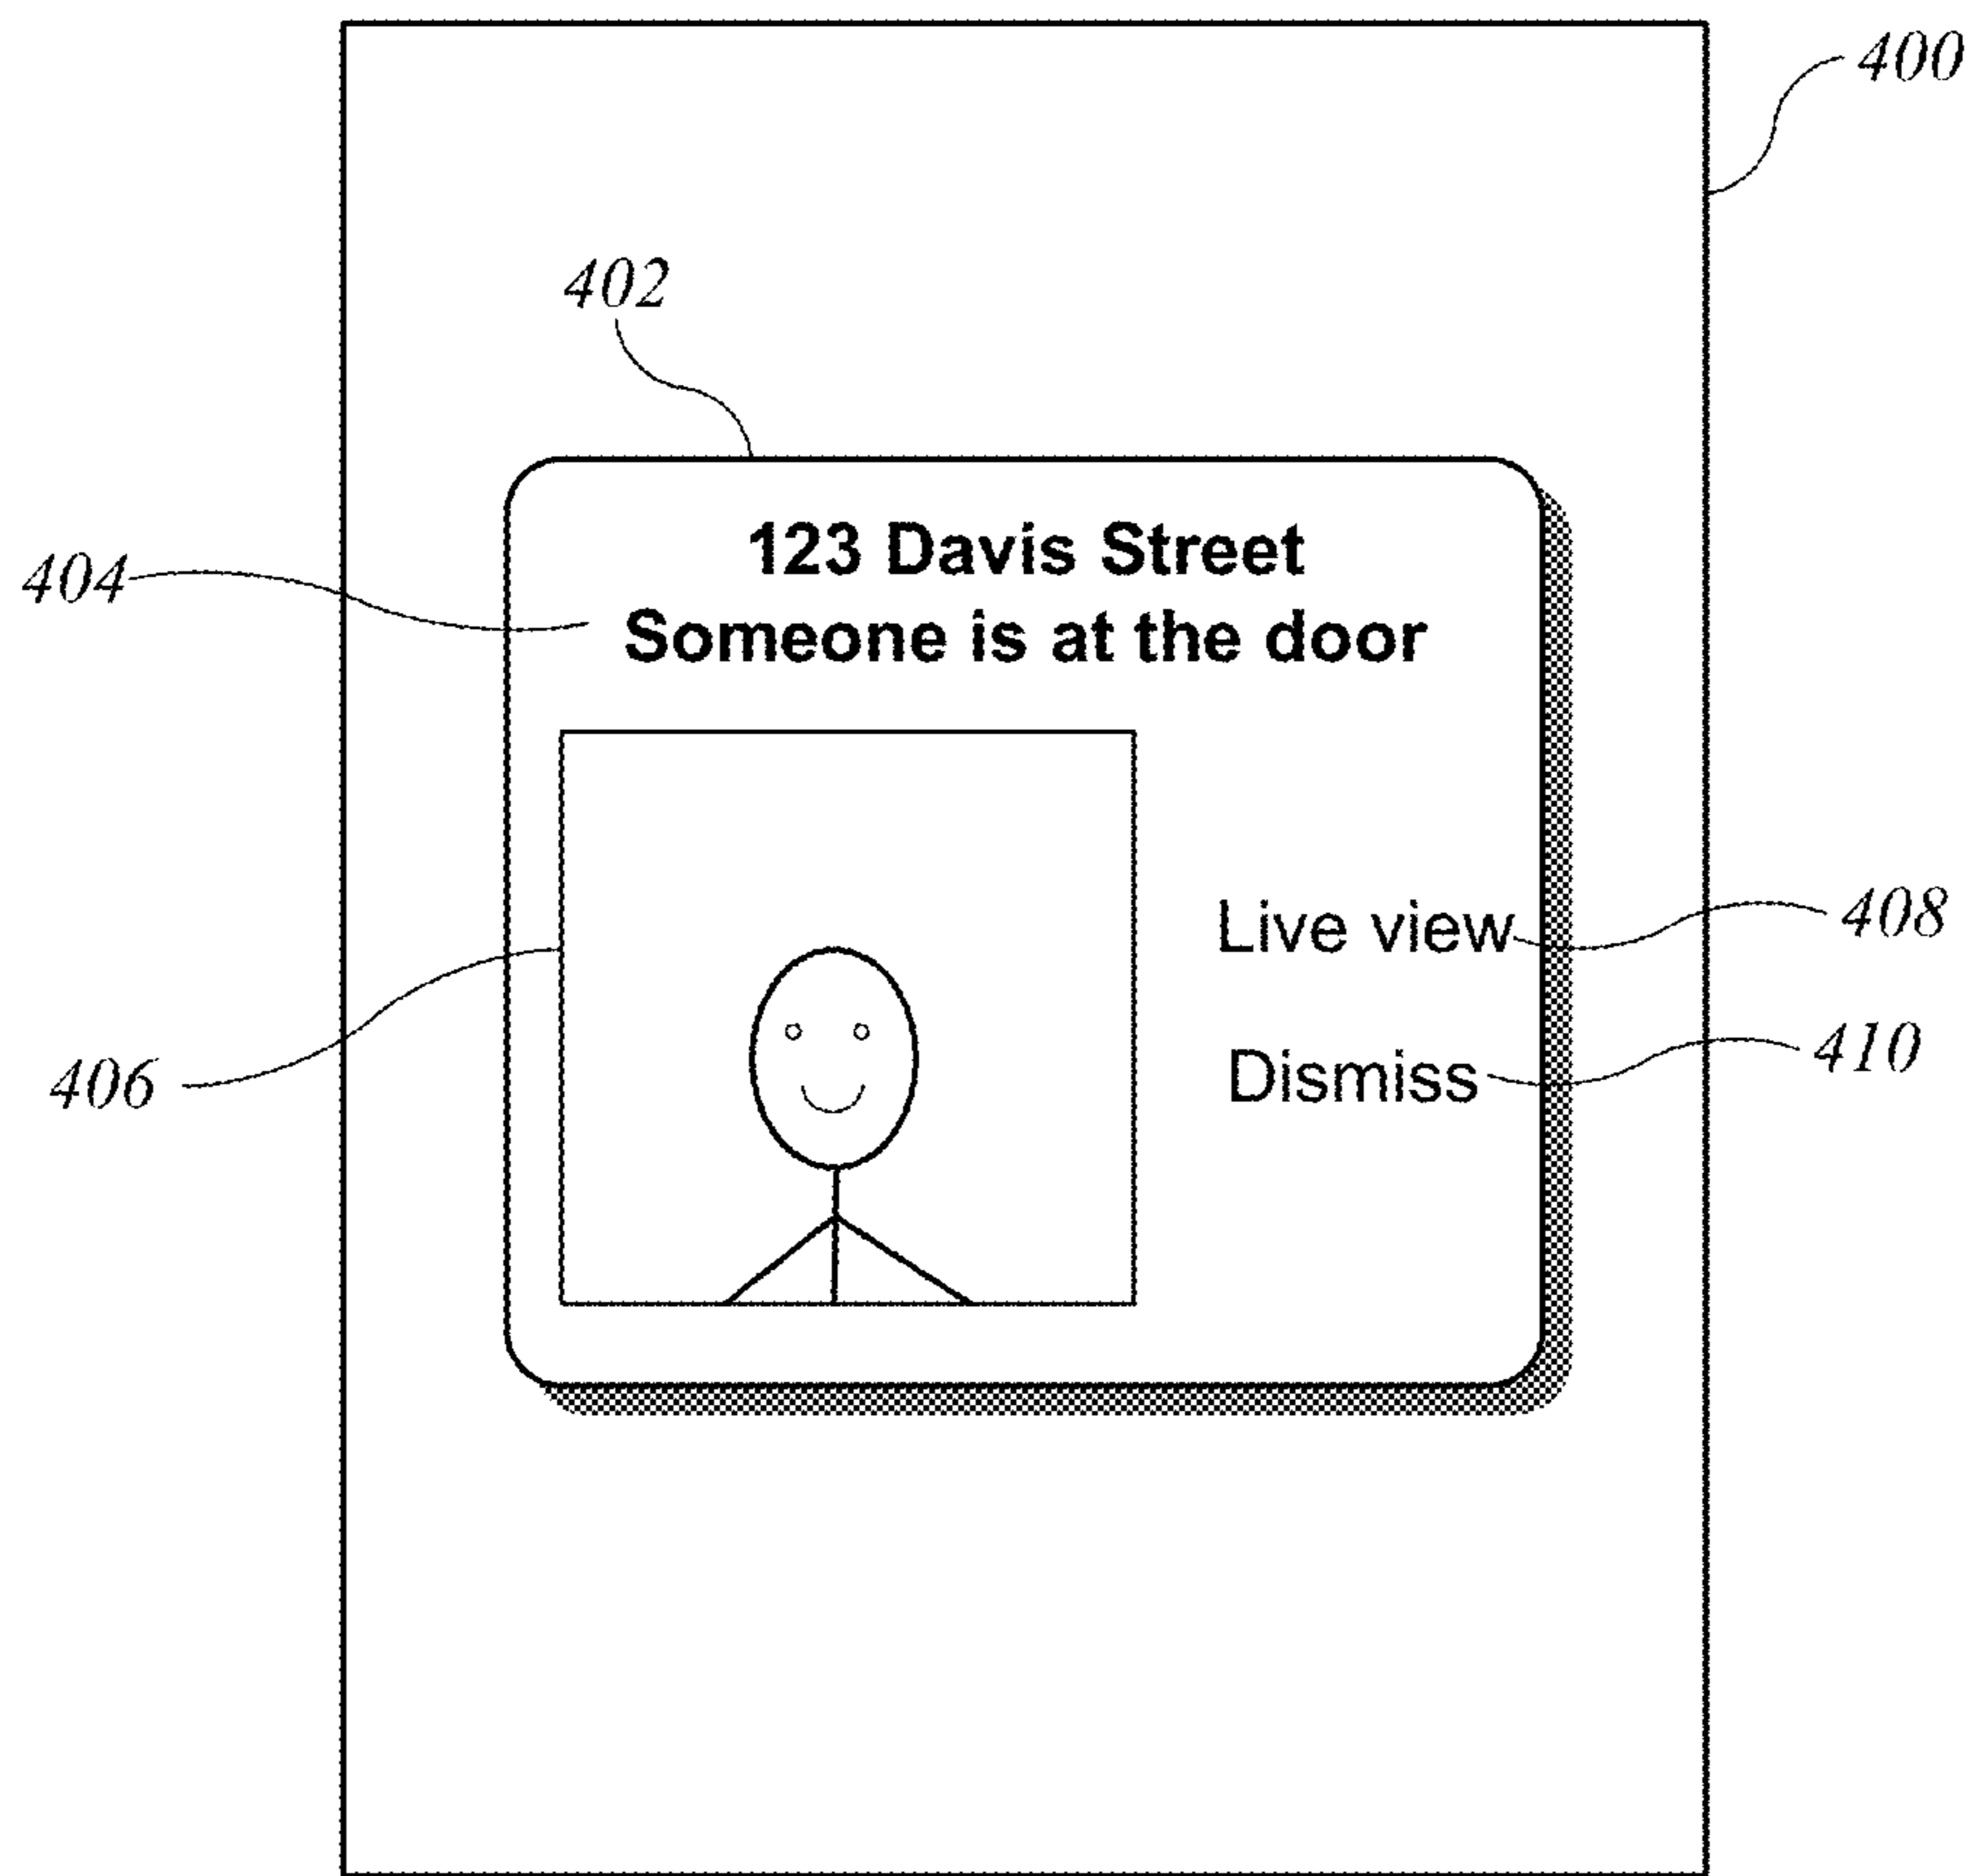 400
402
123 Davis Street
404
Someone is at the door
Live view
408
406
Dismiss
410